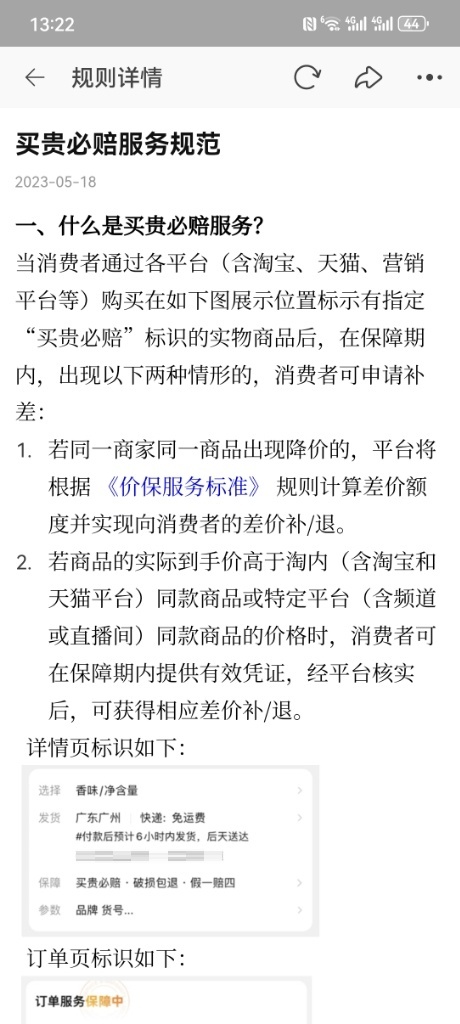 13:22
6
4G
4G
44
规则详情
买贵必赔服务规范
2023-05-18
一、什么是买贵必赔服务？
当消费者通过各平台（含淘宝、天猫、营销
平台等）购买在如下图展示位置标示有指定
“买贵必赔”标识的实物商品后，在保障期
内，出现以下两种情形的，消费者可申请补
差：
1. 若同一商家同一商品出现降价的，平台将
根据 《价保服务标准》 规则计算差价额
度并实现向消费者的差价补/退。
2. 若商品的实际到手价高于淘内（含淘宝和
天猫平台）同款商品或特定平台（含频道
或直播间）同款商品的价格时，消费者可
在保障期内提供有效凭证，经平台核实
后，可获得相应差价补/退。
详情页标识如下：
选择 香味/净含量
发货 广东广州 | 快递：免运费
#付款后预计6小时内发货，后天送达
保障 买贵必赔 · 破损包退 · 假一赔四
参数 品牌 货号...
订单页标识如下：
订单服务保障中